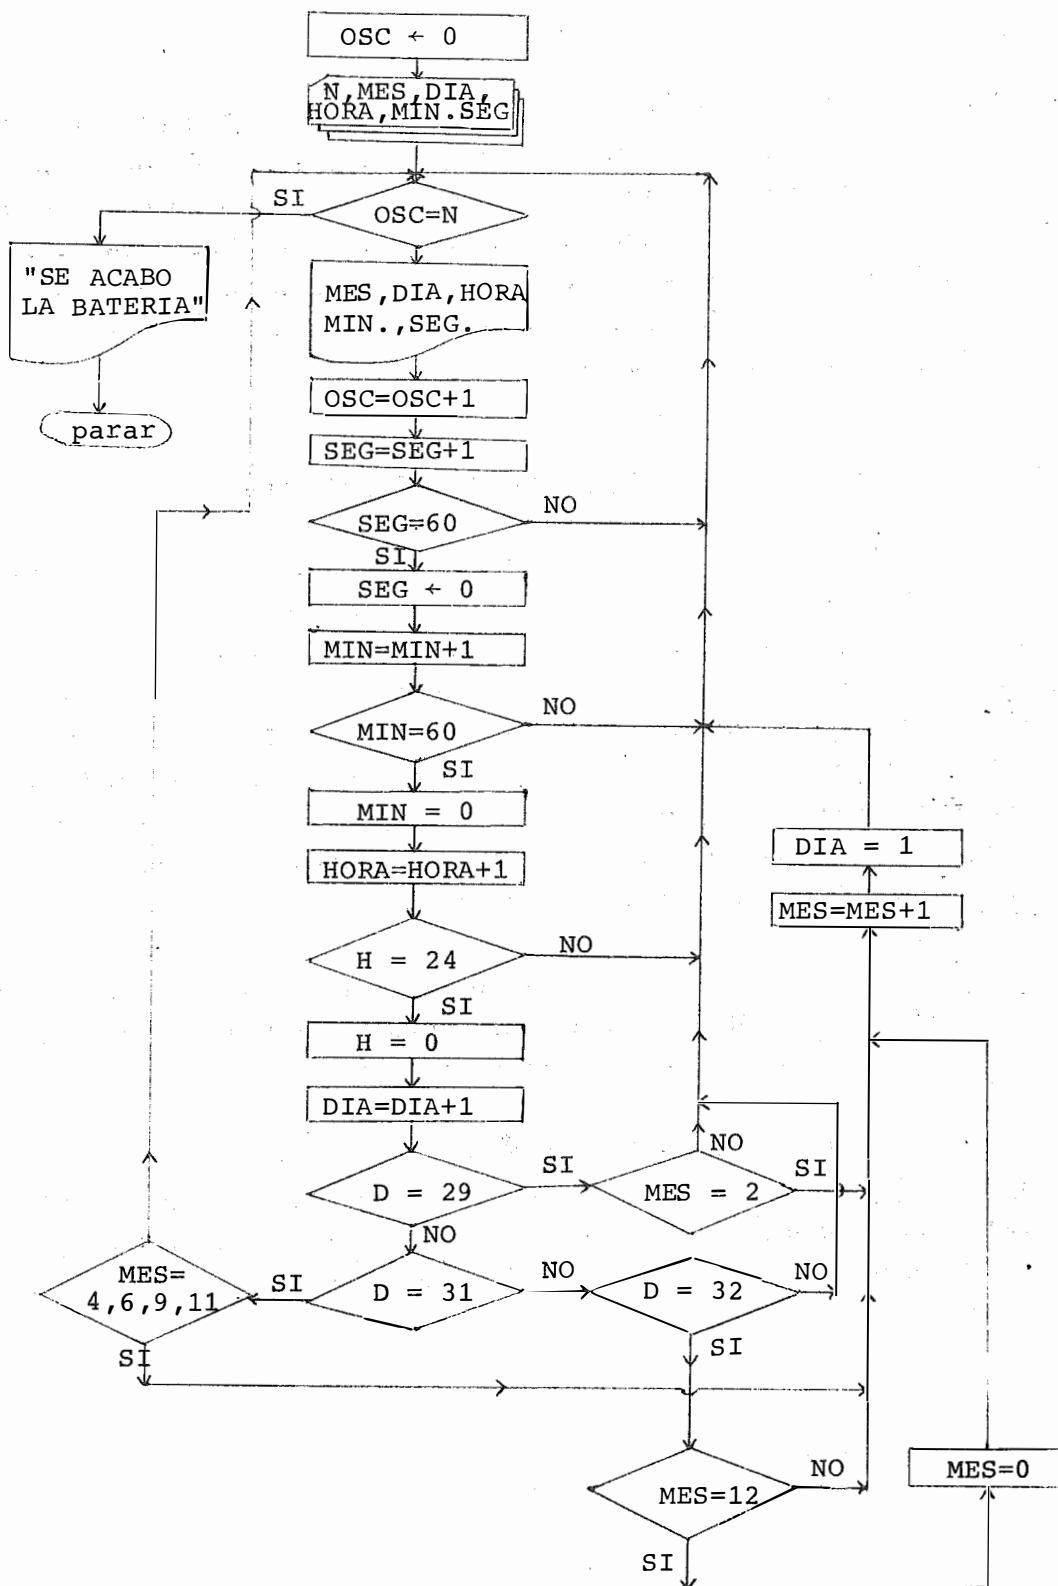 OSC ← 0
N,MES,DIA,
HORA,MIN.SEG
SI
OSC=N
"SE ACABO
LA BATERIA"
MES,DIA,HORA
MIN.,SEG.
parar
OSC=OSC+1
SEG=SEG+1
NO
SEG=60
SI
SEG ← 0
MIN=MIN+1
NO
MIN=60
SI
MIN = 0
DIA = 1
HORA=HORA+1
MES=MES+1
NO
H = 24
SI
H = 0
DIA=DIA+1
NO
SI
SI
D = 29
MES = 2
NO
MES=
4,6,9,11
SI
D = 31
NO
D = 32
NO
SI
SI
NO
MES=12
MES=0
SI